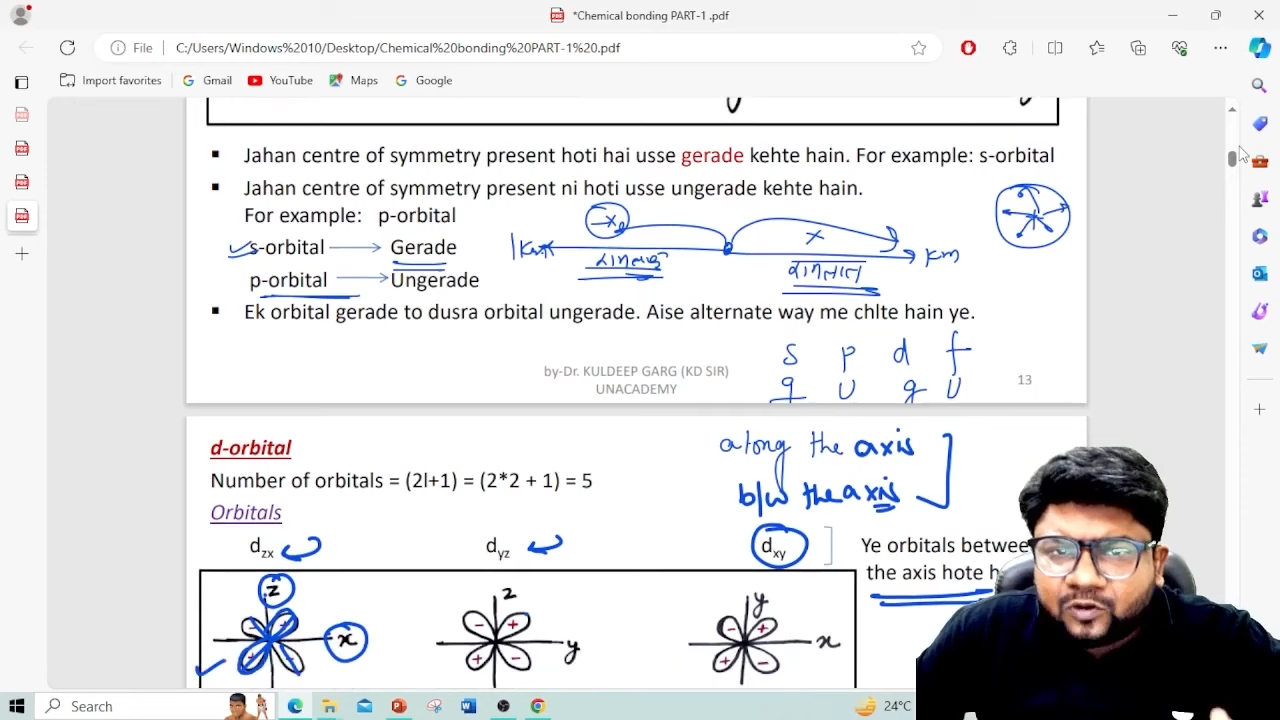 *Chemical bonding PART-1 .pdf
File C:/Users/Windows%2010/Desktop/Chemical%20bonding%20PART-1%20.pdf
Import favorites Gmail YouTube Maps Google
Jahan centre of symmetry present hoti hai usse gerade kehte hain. For example: s-orbital
Jahan centre of symmetry present ni hoti usse ungerade kehte hain.
For example: p-orbital
s-orbital Gerade
Km
p-orbital Ungerade
Ek orbital gerade to dusra orbital ungerade. Aise alternate way me chlte hain ye.
s p d f
g U g U
by-Dr. KULDEEP GARG (KD SIR)
UNACADEMY
13
d-orbital
along the axis
Number of orbitals = (2l+1) = (2*2 + 1) = 5
b/w the axis
Orbitals
dzx dyz dxy Ye orbitals
the axis hote
z z y
+ - + - +
x y x
+ - + -
Search
24°C